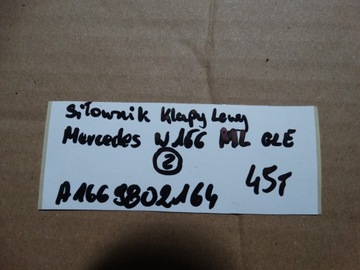 Siłownik Klapy Lewy
Mercedes W166 ML GLE
2
A1669802164 45T